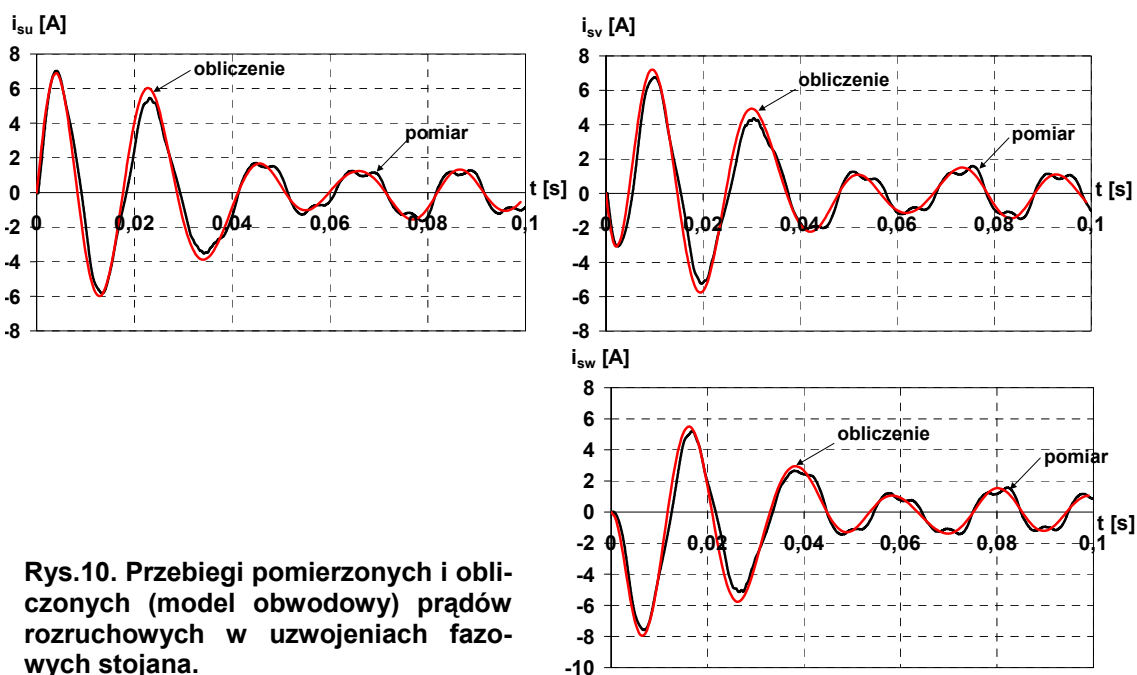 i_su [A]
8
6
4
2
0
-2
-4
-6
-8
0
0,02
0,04
0,06
0,08
0,1
t [s]
obliczenie
pomiar
i_sv [A]
8
6
4
2
0
-2
-4
-6
-8
0
0,02
0,04
0,06
0,08
0,1
t [s]
obliczenie
pomiar
i_sw [A]
8
6
4
2
0
-2
-4
-6
-8
-10
0
0,02
0,04
0,06
0,08
0,1
t [s]
obliczenie
pomiar
Rys.10. Przebiegi pomierzonych i obli-
czonych (model obwodowy) prądów
rozruchowych w uzwojeniach fazo-
wych stojana.